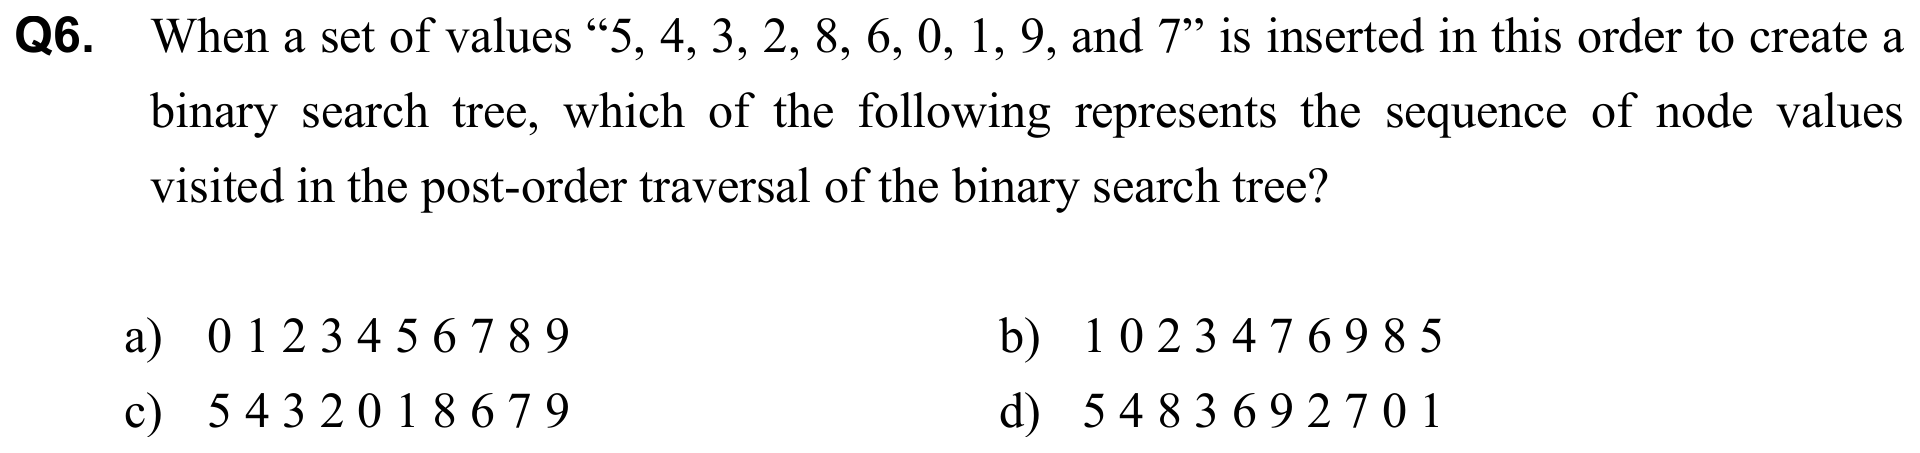 Q6. When a set of values “5, 4, 3, 2, 8, 6, 0, 1, 9, and 7” is inserted in this order to create a
binary search tree, which of the following represents the sequence of node values
visited in the post-order traversal of the binary search tree?
a) 0 1 2 3 4 5 6 7 8 9 b) 1 0 2 3 4 7 6 9 8 5
c) 5 4 3 2 0 1 8 6 7 9 d) 5 4 8 3 6 9 2 7 0 1